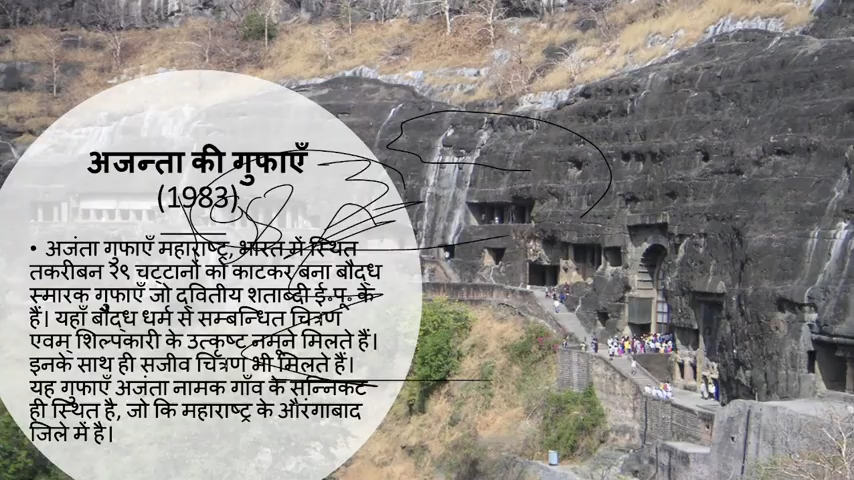 अजन्ता की गुफाएँ
(1983)
• अजंता गुफाएँ महाराष्ट्र, भारत में स्थित
तकरीबन २९ चट्टानों को काटकर बना बौद्ध
स्मारक गुफाएँ जो द्वितीय शताब्दी ई॰पू॰ के
हैं। यहाँ बौद्ध धर्म से सम्बन्धित चित्रण
एवम् शिल्पकारी के उत्कृष्ट नमूने मिलते हैं।
इनके साथ ही सजीव चित्रण भी मिलते हैं।
यह गुफाएँ अजंता नामक गाँव के सन्निकट
ही स्थित है, जो कि महाराष्ट्र के औरंगाबाद
जिले में है।